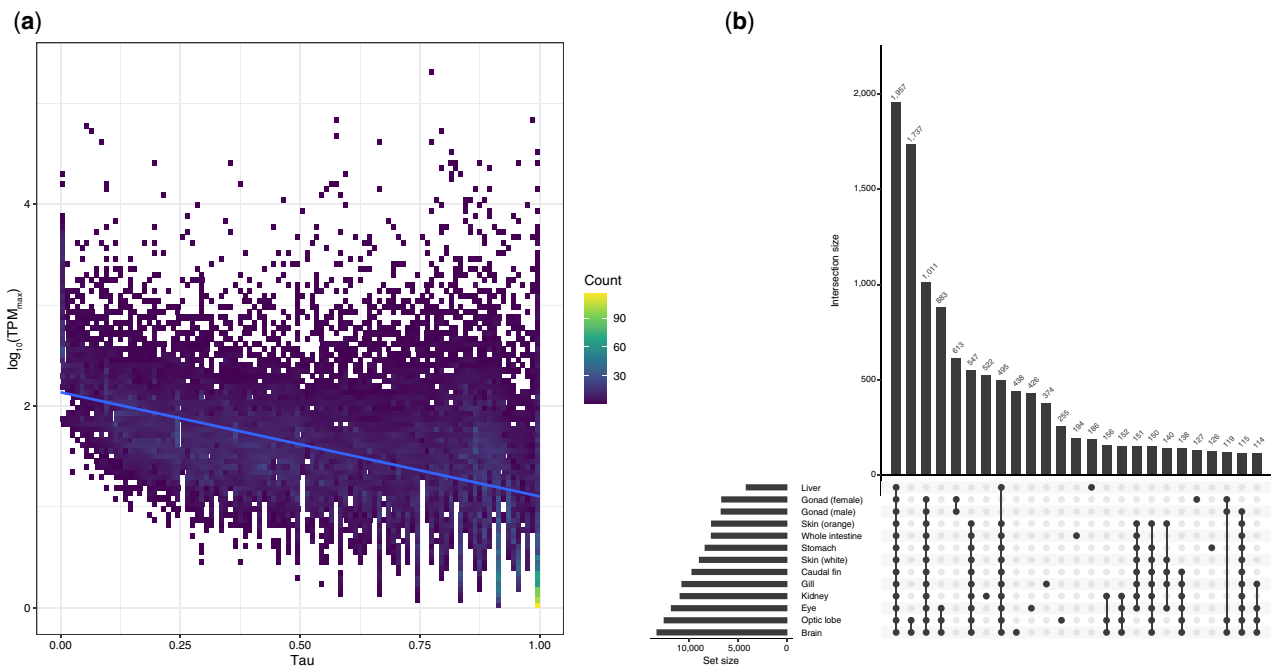 (a)
4
2
0
log10(TPMmax)
0.00 0.25 0.50 0.75 1.00
Tau
Count
90
60
30
(b)
2,000
1,500
1,000
500
0
Intersection size
1,957
1,737
1,011
883
613
547
522
495
438
426
374
255
194
186
156
152
151
150
140
138
127
126
119
115
114
Liver
Gonad (female)
Gonad (male)
Skin (orange)
Whole intestine
Stomach
Skin (white)
Caudal fin
Gill
Kidney
Eye
Optic lobe
Brain
10,000 5,000 0
Set size